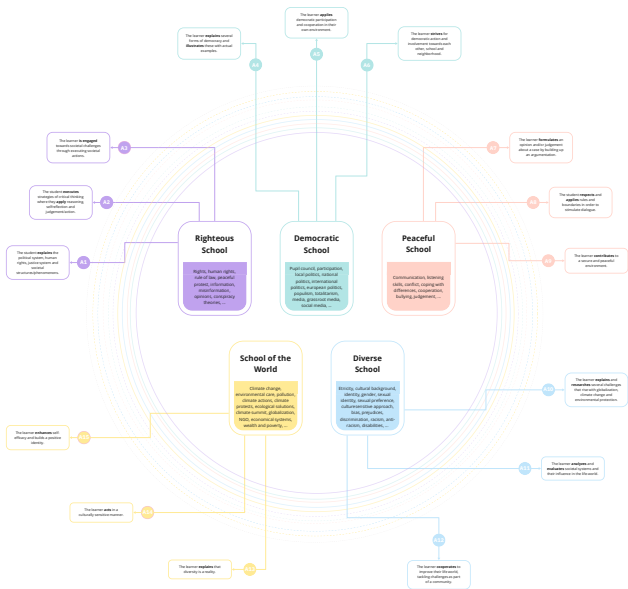 The learner applies
democratic participation
and cooperation in their
own environment.
The learner explains several
forms of democracy and
illustrates these with actual
examples.
The learner strives for
democratic action and
involvement towards each
other, school and
neighborhood.
A4
A5
A6
The learner is engaged
towards societal challenges
through executing societal
actions.
A3
The learner formulates an
opinion and/or judgement
about a case by building up
an argumentation.
The student executes
strategies of critical thinking
where they apply reasoning,
self-reflection and
judgement/action.
A2
The student respects and
applies rules and
boundaries in order to
stimulate dialogue.
The student explains the
political system, human
rights, justice system and
societal
structures/phenomenons.
A1
The learner contributes to
a secure and peaceful
environment.
Righteous
School
Rights, human rights,
rule of law, peaceful
protest, information,
misinformation,
opinions, conspiracy
theories, ...
Democratic
School
Pupil council, participation,
local politics, national
politics, international
politics, european politics,
populism, totalitarism,
media, grassroots media,
social media, ...
Peaceful
School
Communication, listening
skills, conflict, coping with
differences, cooperation,
bullying, judgement, ...
School of the
World
Climate change,
environmental care, pollution,
climate actions, climate
protests, ecological solutions,
climate summit, globalization,
NGO, economical systems,
wealth and poverty, ...
Diverse
School
Etnicity, cultural background,
identity, gender, sexual
identity, sexual preference,
culturesensitive approach,
bias, prejudices,
discrimination, racism, anti-
racism, disabilities, ...
The learner explains and
researches several challenges
that rise with globalisation,
climate change and
environmental protection.
A10
The learner enhances self-
efficacy and builds a positive
identity.
The learner analyses and
evaluates societal systems and
their influence in the life world.
A11
The learner acts in a
culturally sensitive manner.
A12
The learner explains that
diversity is a reality.
The learner cooperates to
improve their life world,
tackling challenges as part
of a community.